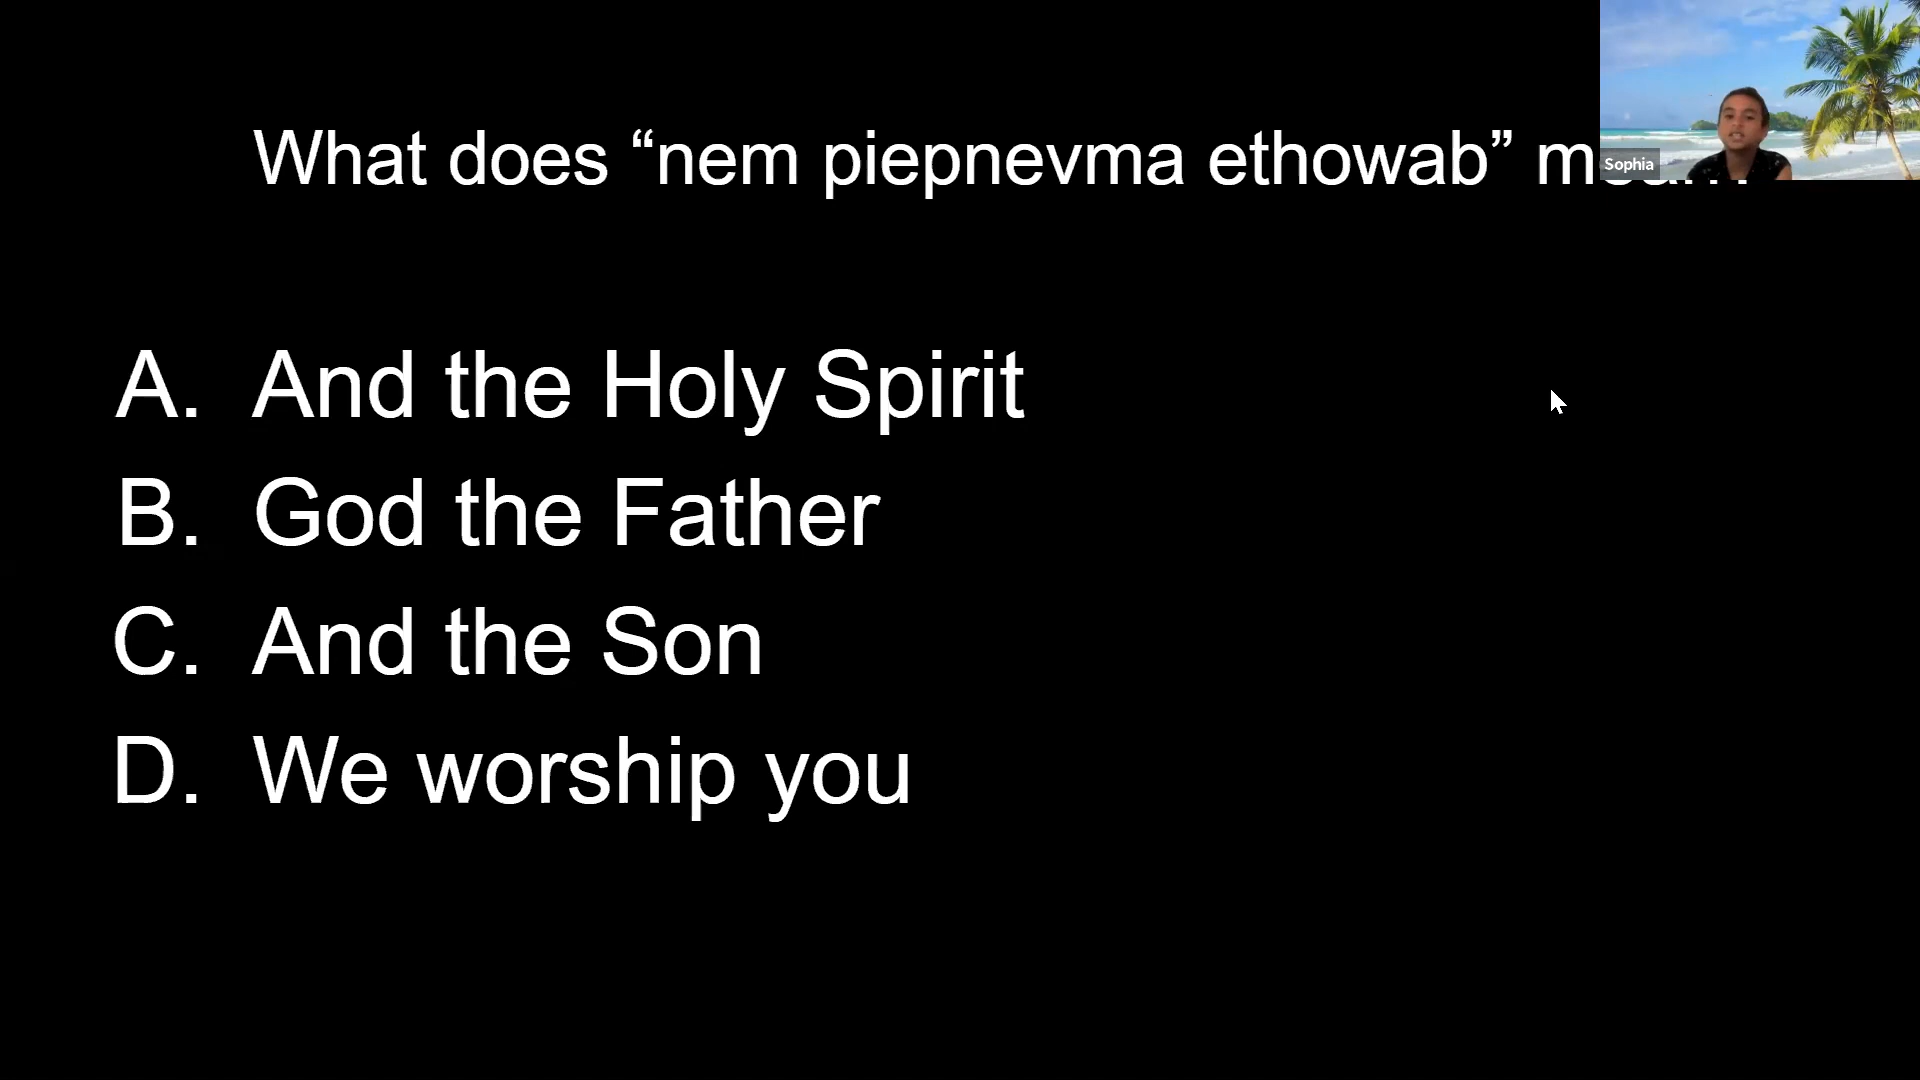 What does “nem piepnevma ethowab”
Sophia
A. And the Holy Spirit
B. God the Father
C. And the Son
D. We worship you